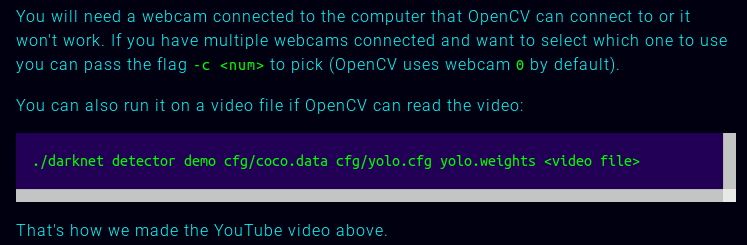 You will need a webcam connected to the computer that OpenCV can connect to or it
won't work. If you have multiple webcams connected and want to select which one to use
you can pass the flag -c <num> to pick (OpenCV uses webcam 0 by default).
You can also run it on a video file if OpenCV can read the video:
./darknet detector demo cfg/coco.data cfg/yolo.cfg yolo.weights <video file>
That's how we made the YouTube video above.